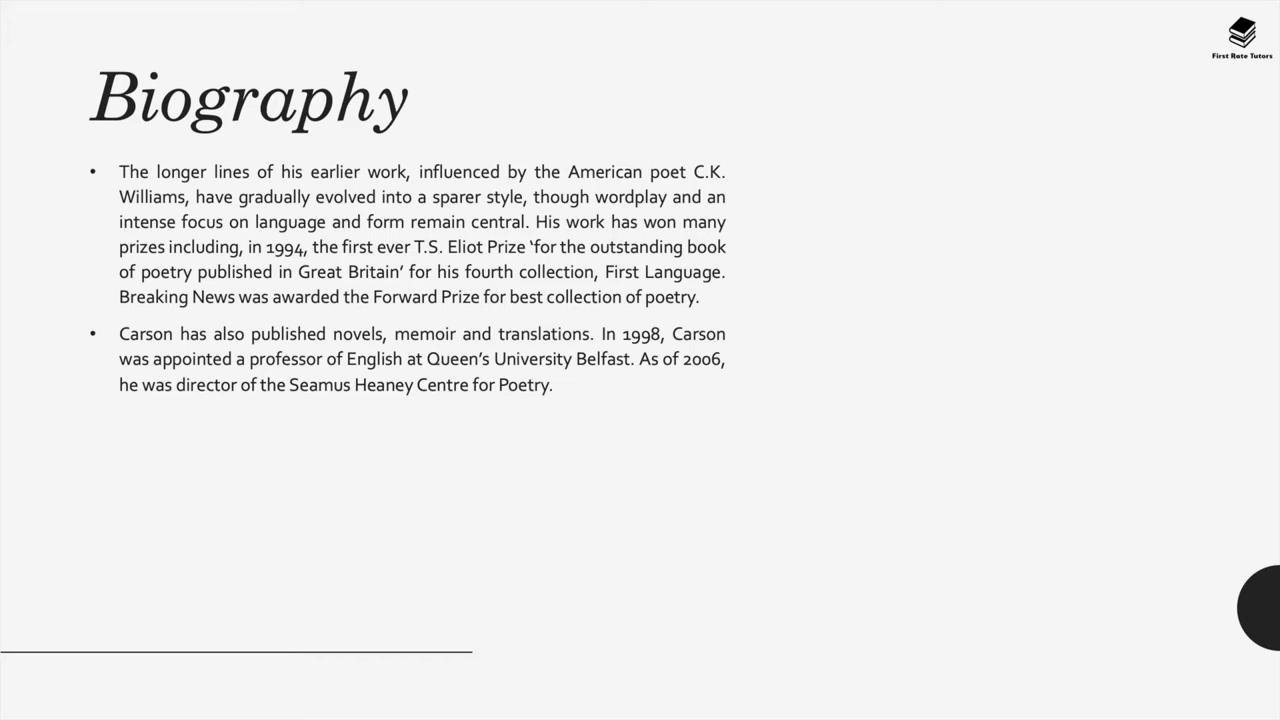 First Rate Tutors
Biography
• The longer lines of his earlier work, influenced by the American poet C.K.
Williams, have gradually evolved into a sparer style, though wordplay and an
intense focus on language and form remain central. His work has won many
prizes including, in 1994, the first ever T.S. Eliot Prize ‘for the outstanding book
of poetry published in Great Britain’ for his fourth collection, First Language.
Breaking News was awarded the Forward Prize for best collection of poetry.
• Carson has also published novels, memoir and translations. In 1998, Carson
was appointed a professor of English at Queen’s University Belfast. As of 2006,
he was director of the Seamus Heaney Centre for Poetry.